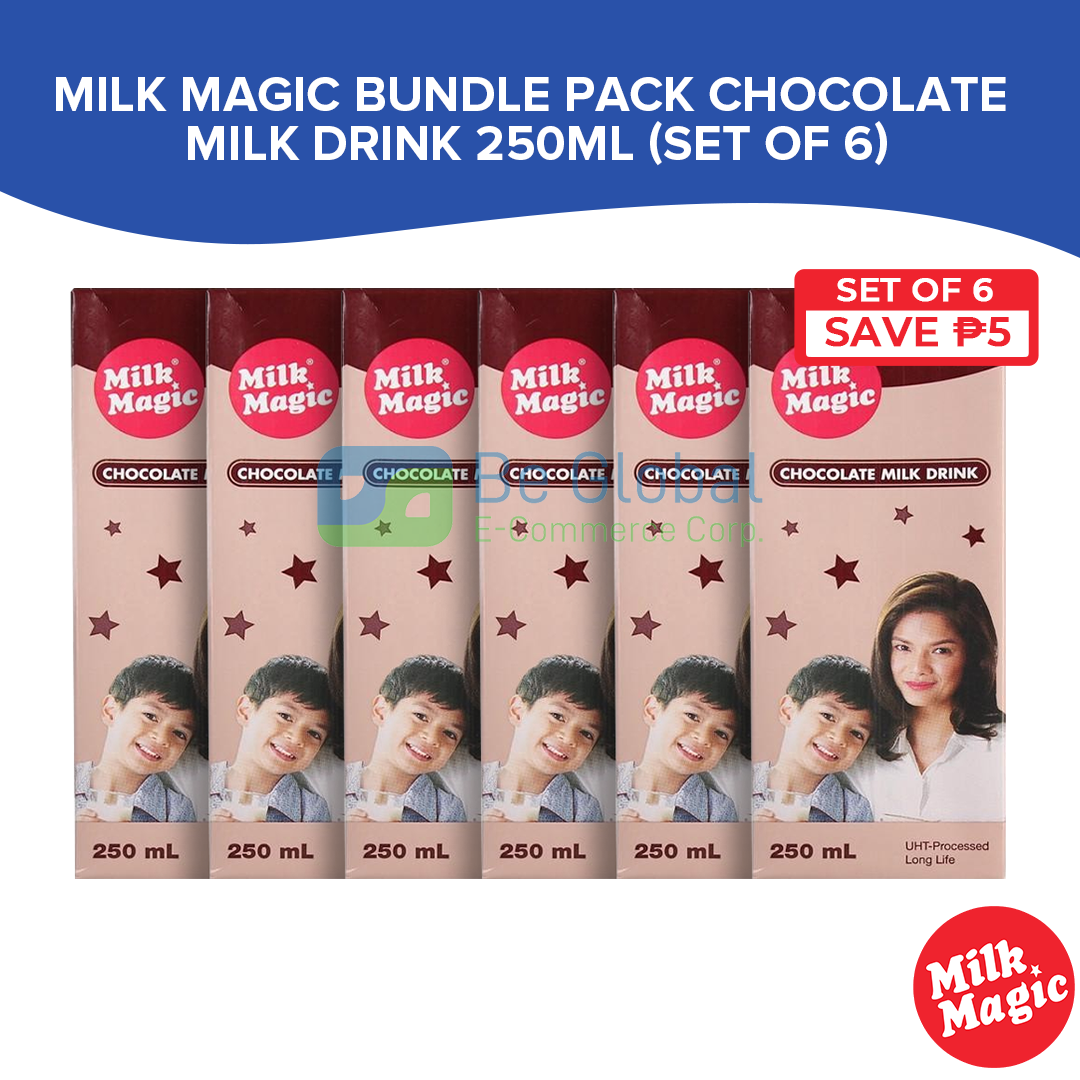 MILK MAGIC BUNDLE PACK CHOCOLATE
MILK DRINK 250ML (SET OF 6)
SET OF 6
SAVE ₱5
Milk®
Magic
Milk®
Magic
Milk®
Magic
Milk®
Magic
Milk®
Magic
Milk
Magic
CHOCOLATE M
CHOCOLATE M
CHOCOLATE M
CHOCOLATE
CHOCOLATE M
CHOCOLATE MILK DRINK
Be Global
E-Commerce Corp.
250 mL
250 mL
250 mL
250 mL
250 mL
250 mL
UHT-Processed
Long Life
Milk
Magic